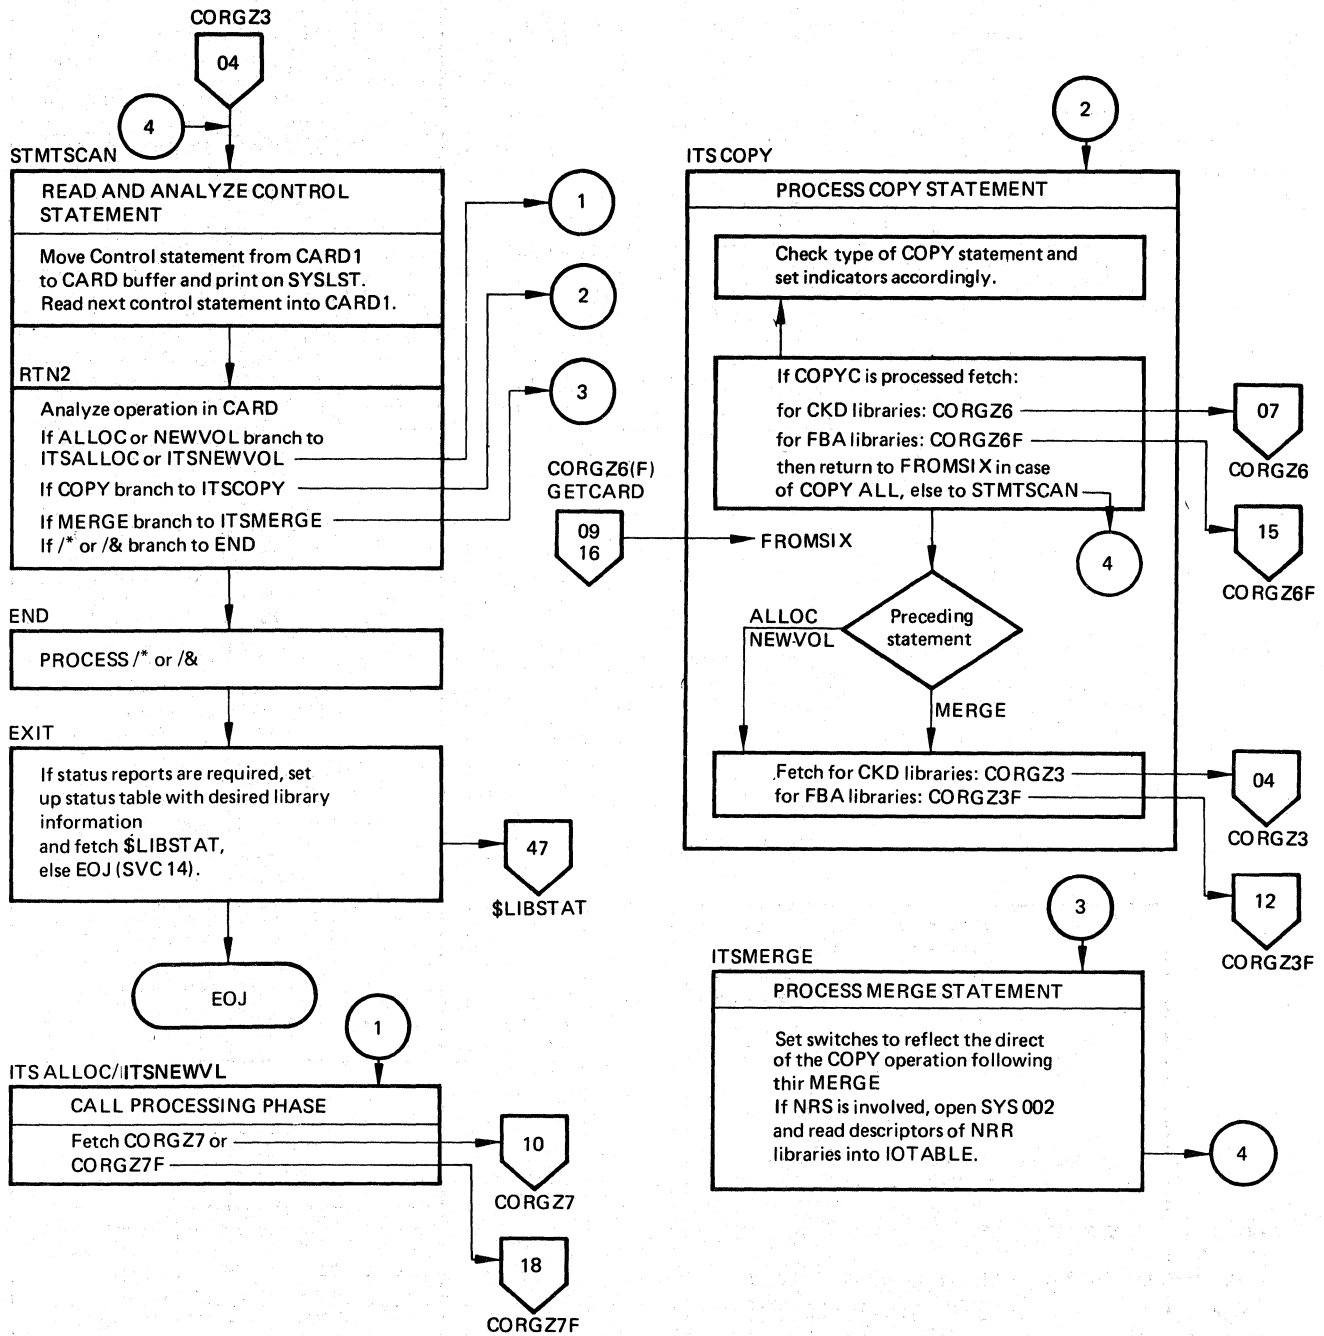 CORGZ3
04
4
STMTSCAN
READ AND ANALYZE CONTROL
STATEMENT
Move Control statement from CARD1
to CARD buffer and print on SYSLST.
Read next control statement into CARD1.
RTN2
Analyze operation in CARD
If ALLOC or NEWVOL branch to
ITSALLOC or ITSNEWVOL
If COPY branch to ITSCOPY
If MERGE branch to ITSMERGE
If /* or /& branch to END
1
2
3
END
PROCESS /* or /&
EXIT
If status reports are required, set
up status table with desired library
information
and fetch $LIBSTAT,
else EOJ (SVC 14).
47
$LIBSTAT
EOJ
1
ITSALLOC/ITSNEWVL
CALL PROCESSING PHASE
Fetch CORGZ7 or
CORGZ7F
10
CORGZ7
18
CORGZ7F
2
ITSCOPY
PROCESS COPY STATEMENT
Check type of COPY statement and
set indicators accordingly.
If COPYC is processed fetch:
for CKD libraries: CORGZ6
for FBA libraries: CORGZ6F
then return to FROMSIX in case
of COPY ALL, else to STMTSCAN
07
CORGZ6
15
CORGZ6F
4
CORGZ6(F)
GETCARD
09
16
FROMSIX
Preceding
statement
ALLOC
NEW-VOL
MERGE
Fetch for CKD libraries: CORGZ3
for FBA libraries: CORGZ3F
04
CORGZ3
12
CORGZ3F
3
ITSMERGE
PROCESS MERGE STATEMENT
Set switches to reflect the direct
of the COPY operation following
thir MERGE
If NRS is involved, open SYS 002
and read descriptors of NRR
libraries into IOTABLE.
4